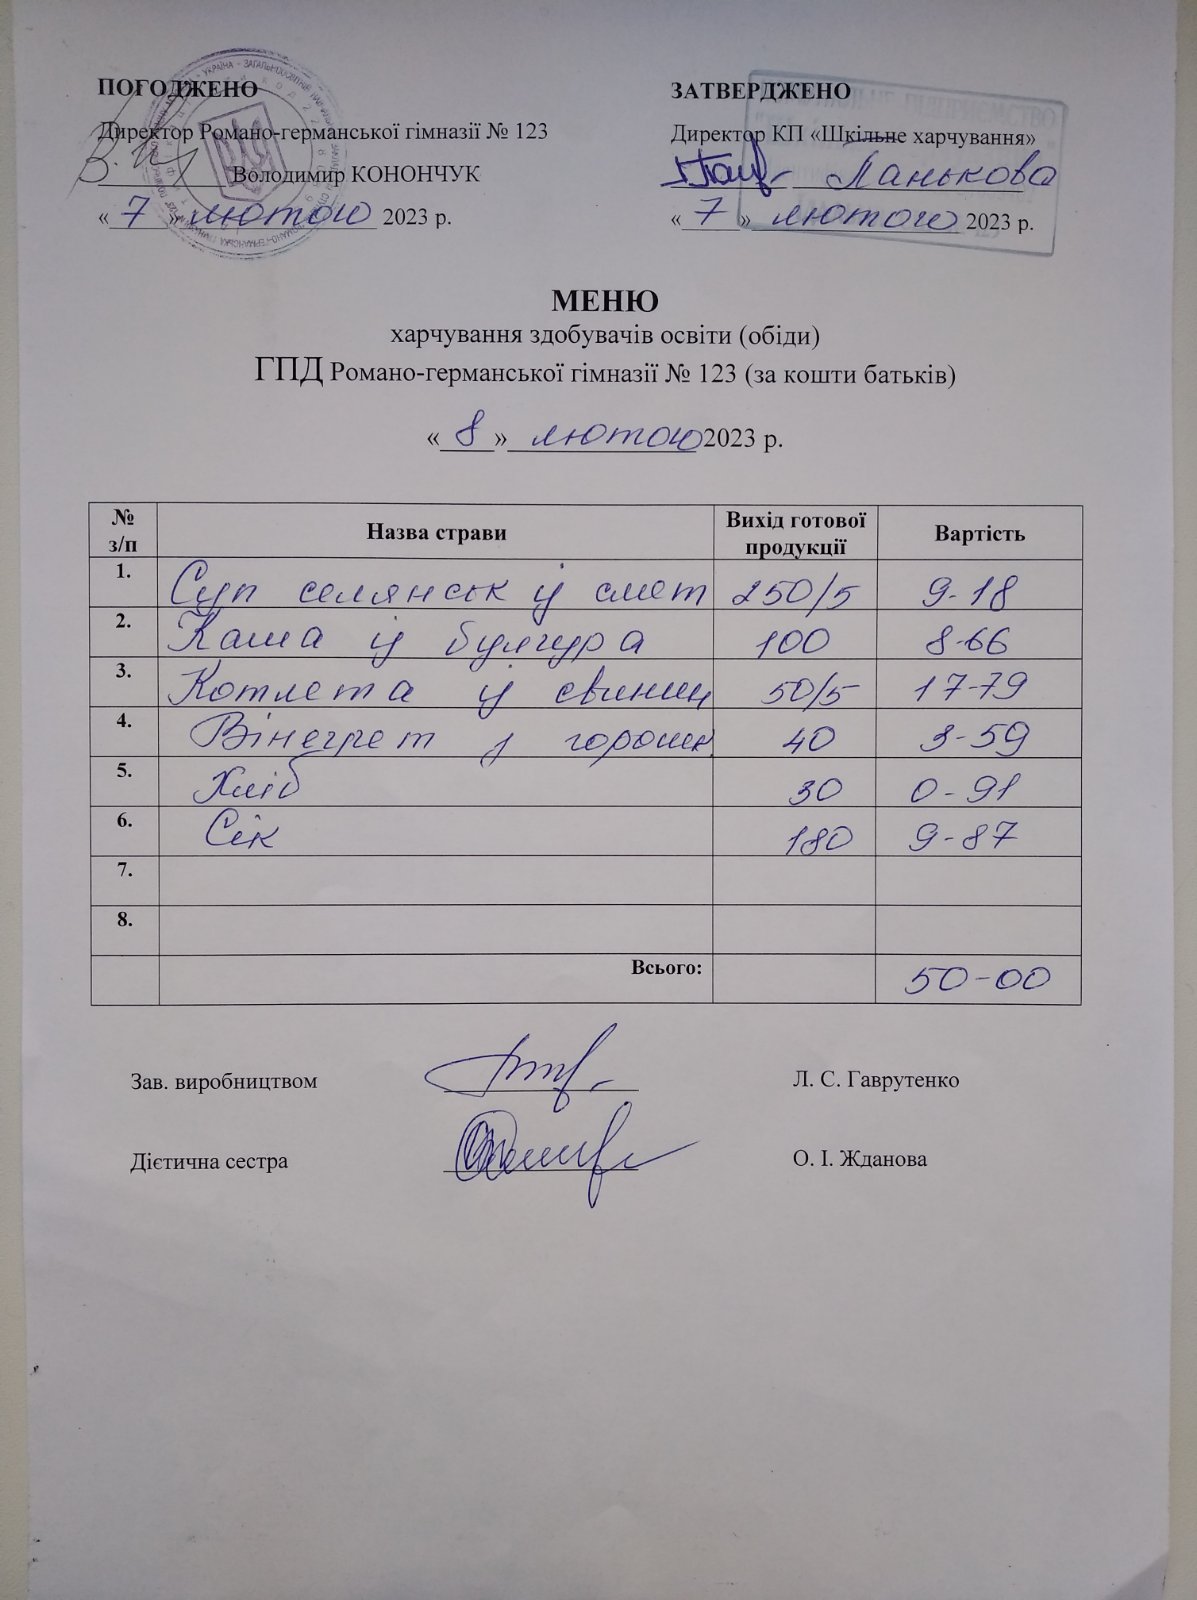 ПОГОДЖЕНО
Директор Романо-германської гімназії № 123
Володимир КОНОНЧУК
«7» лютого 2023 р.
ЗАТВЕРДЖЕНО
Директор КП «Шкільне харчування»
Ланькова
«7» лютого 2023 р.
МЕНЮ
харчування здобувачів освіти (обіди)
ГПД Романо-германської гімназії № 123 (за кошти батьків)
«8» лютого 2023 р.
№ з/п Назва страви Вихід готової продукції Вартість
1. Суп селянськ із смет 250/5 9-18
2. Каша із булгура 100 8-66
3. Котлета із свинин 50/5 17-79
4. Вінегрет з горошк 40 3-59
5. Хліб 30 0-91
6. Сік 180 9-87
7.
8.
Всього: 50-00
Зав. виробництвом Л. С. Гаврутенко
Дієтична сестра О. І. Жданова